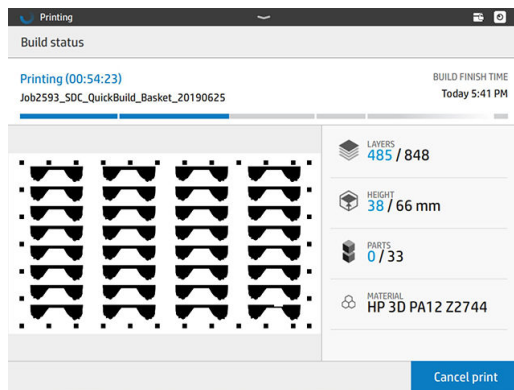 Printing
Build status
Printing (00:54:23)
Job2593_SDC_QuickBuild_Basket_20190625
BUILD FINISH TIME
Today 5:41 PM
LAYERS
485 / 848
HEIGHT
38 / 66 mm
PARTS
0 / 33
MATERIAL
HP 3D PA12 Z2744
Cancel print